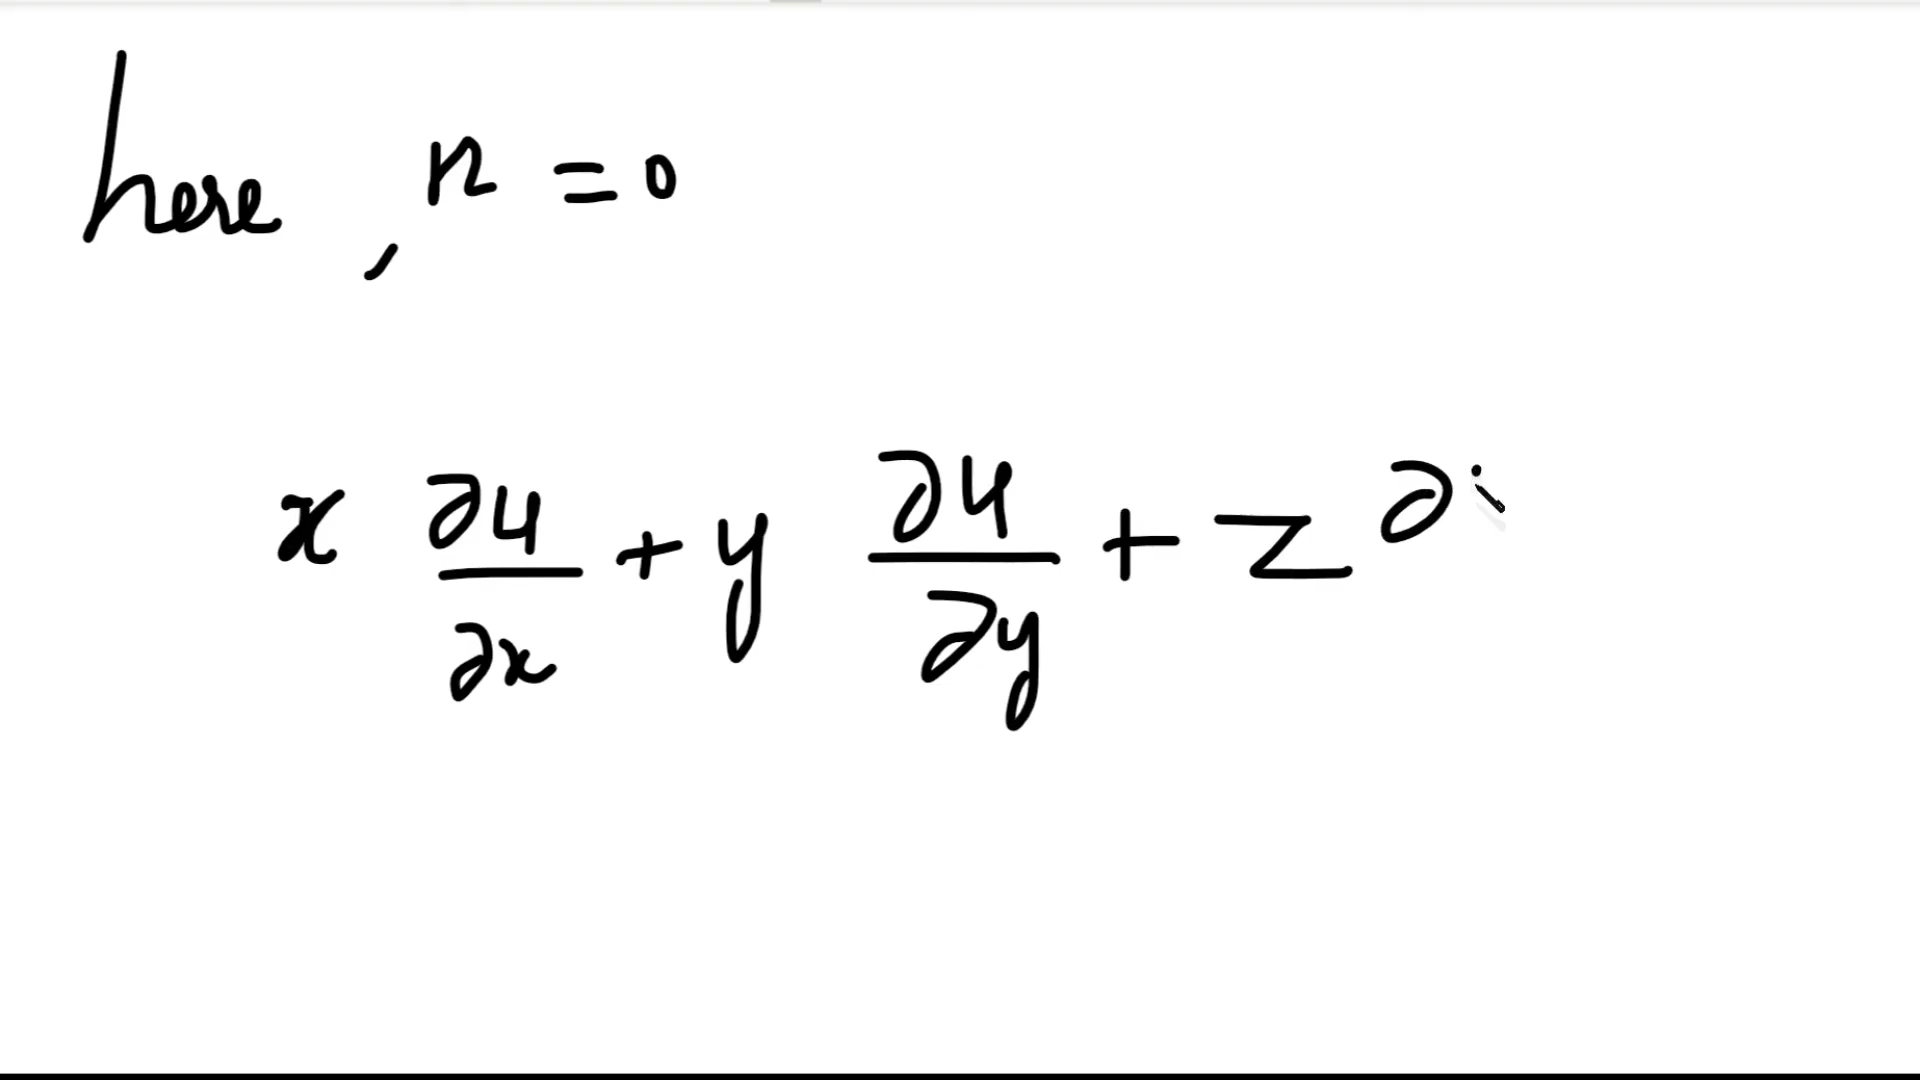 here, n = 0
x ∂u/∂x + y ∂u/∂y + z ∂